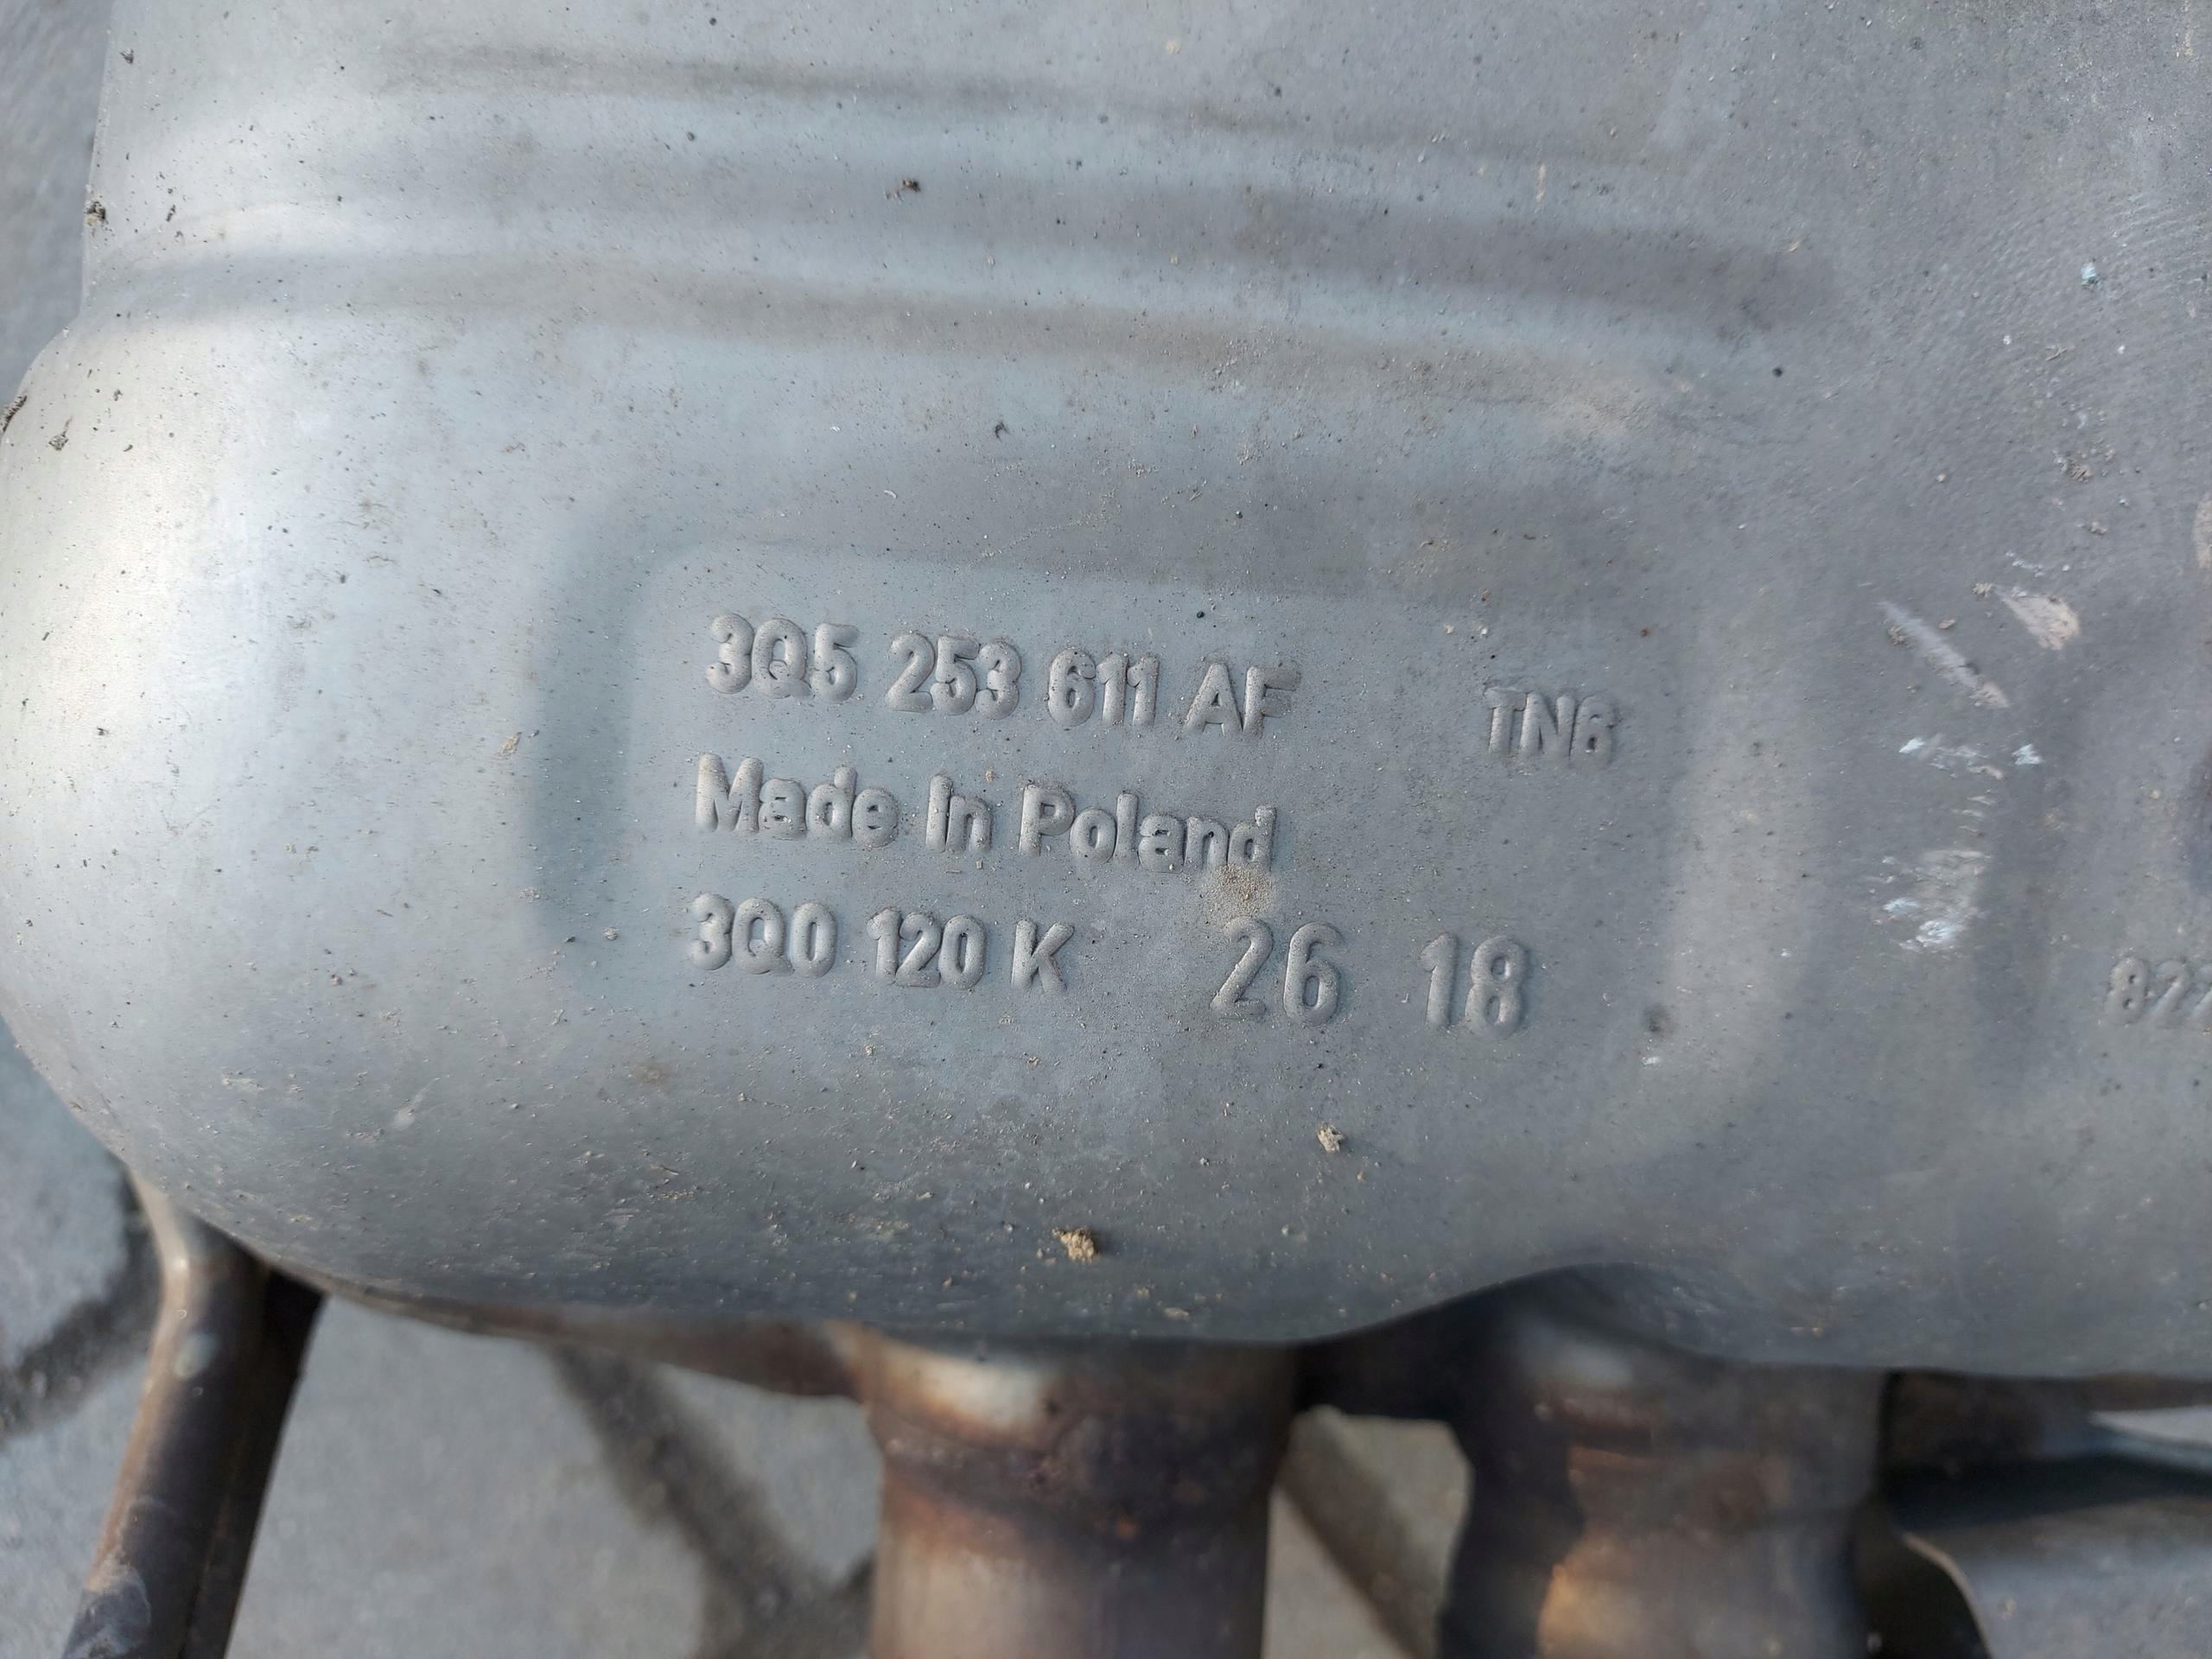 3Q5 253 611 AF TN6
Made In Poland
3Q0 120 K 26 18